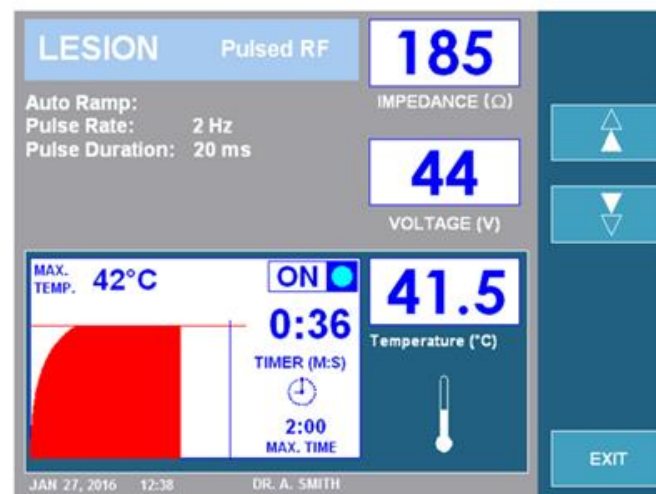 LESION Pulsed RF
185
IMPEDANCE (Ω)
Auto Ramp:
Pulse Rate: 2 Hz
Pulse Duration: 20 ms
44
VOLTAGE (V)
MAX. TEMP. 42°C
ON
0:36
TIMER (M:S)
2:00
MAX. TIME
41.5
Temperature (°C)
EXIT
JAN 27, 2016 12:38 DR. A. SMITH